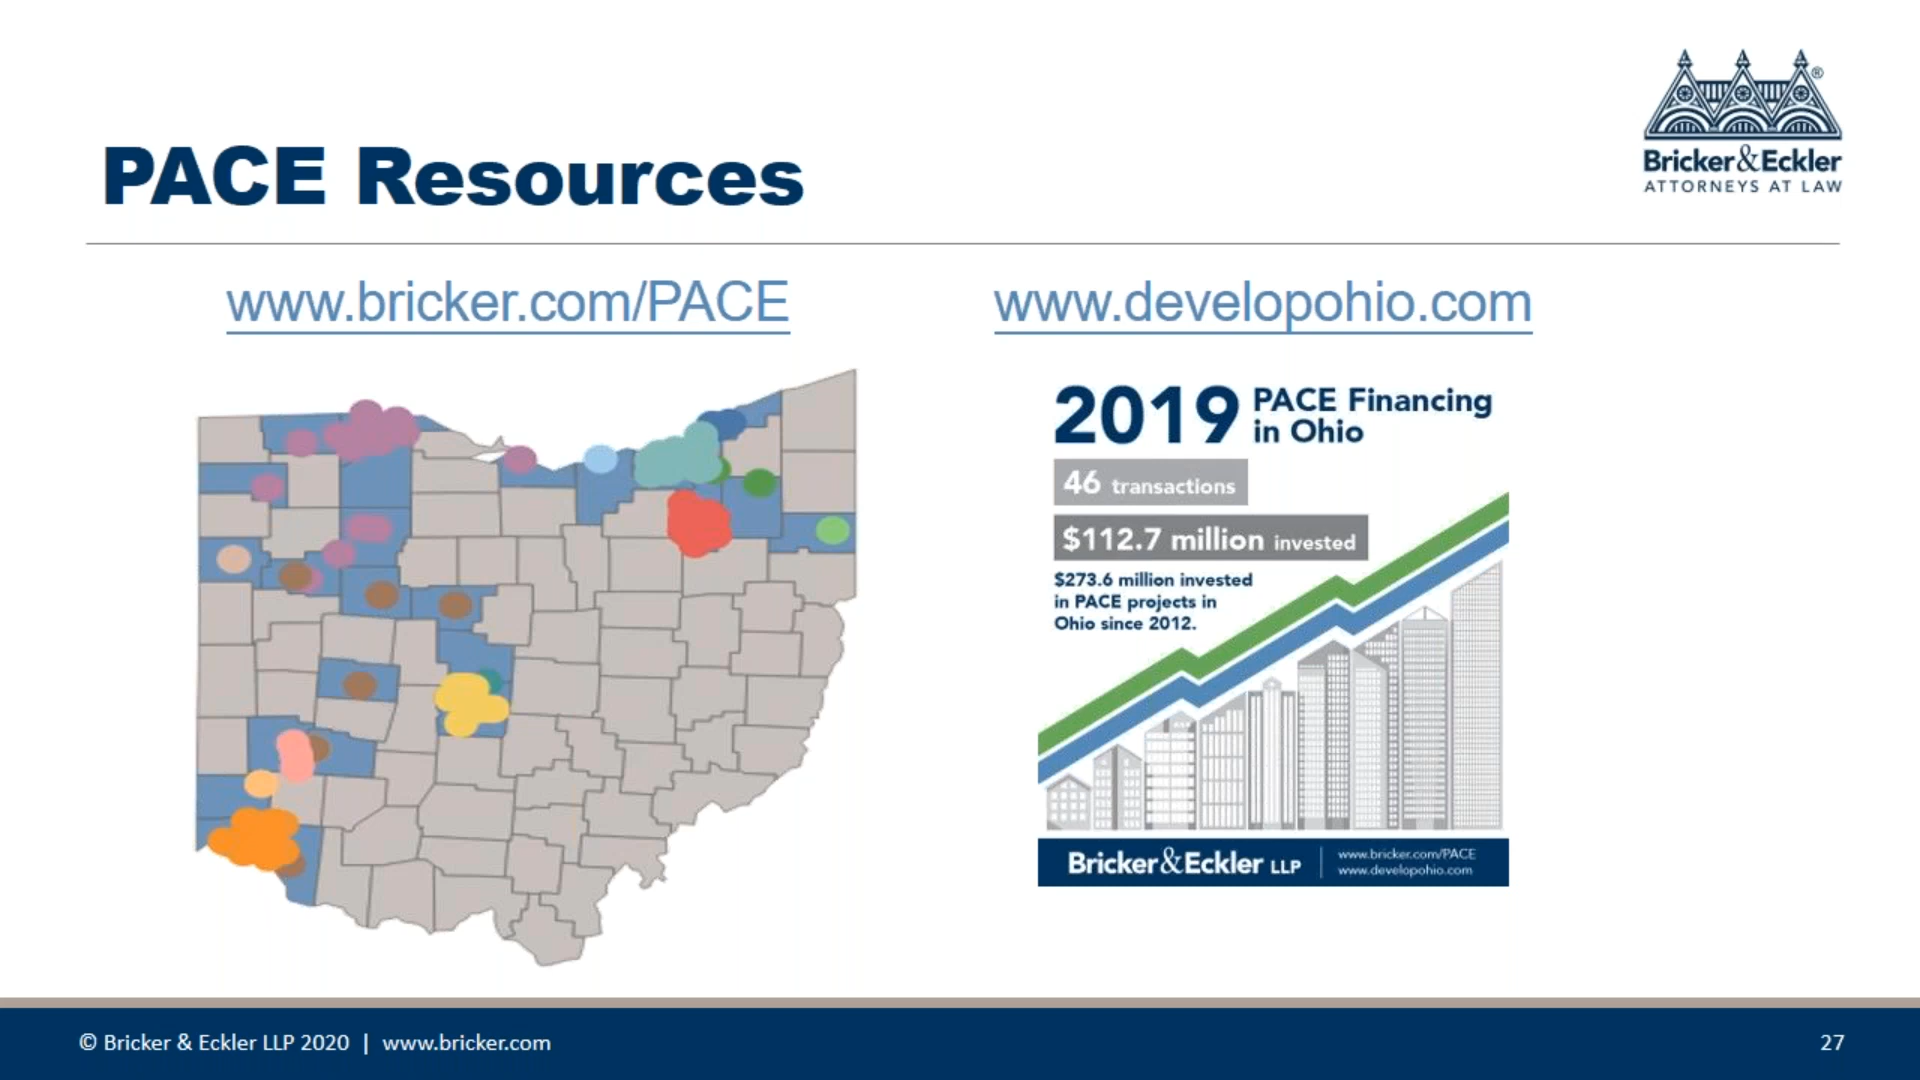 Bricker&Eckler®
ATTORNEYS AT LAW
PACE Resources
www.bricker.com/PACE
www.developohio.com
2019 PACE Financing
in Ohio
46 transactions
$112.7 million invested
$273.6 million invested
in PACE projects in
Ohio since 2012.
Bricker&Eckler LLP
www.bricker.com/PACE
www.developohio.com
© Bricker & Eckler LLP 2020 | www.bricker.com
27